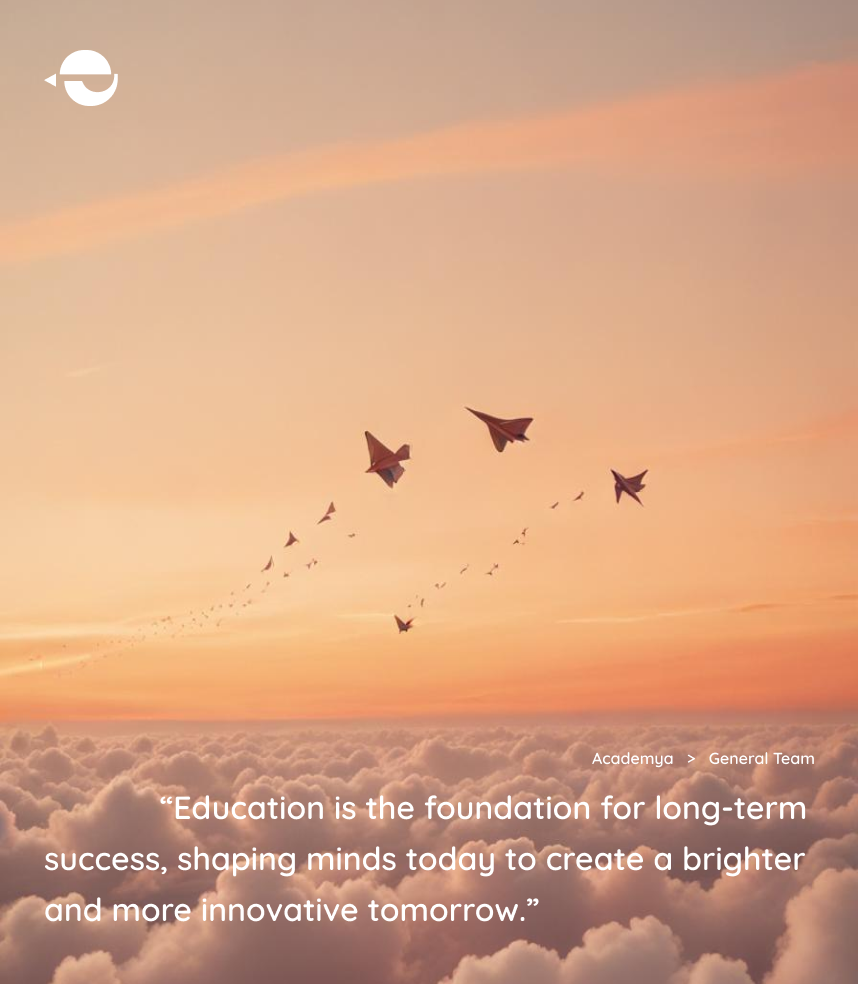 Academya > General Team
“Education is the foundation for long-term
success, shaping minds today to create a brighter
and more innovative tomorrow.”